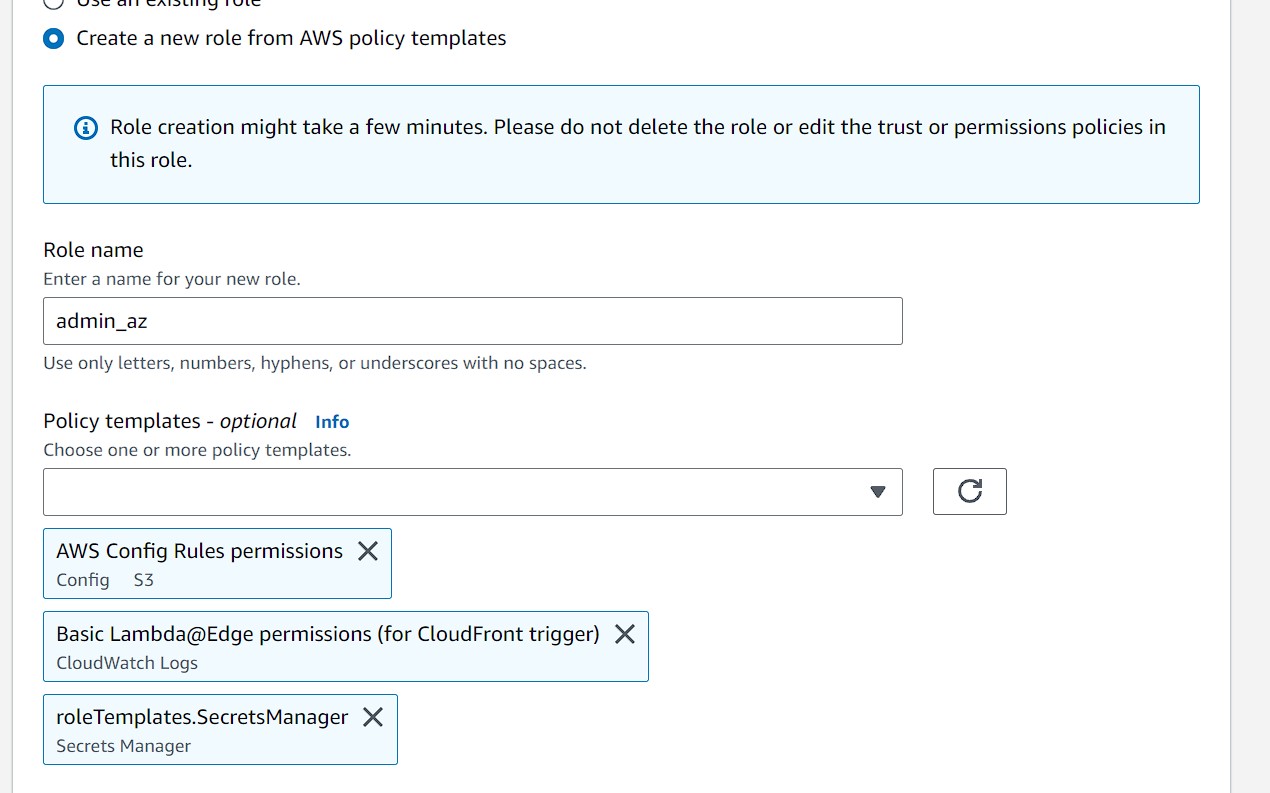 Use an existing role
Create a new role from AWS policy templates
Role creation might take a few minutes. Please do not delete the role or edit the trust or permissions policies in
this role.
Role name
Enter a name for your new role.
admin_az
Use only letters, numbers, hyphens, or underscores with no spaces.
Policy templates - optional Info
Choose one or more policy templates.
AWS Config Rules permissions
Config S3
Basic Lambda@Edge permissions (for CloudFront trigger)
CloudWatch Logs
roleTemplates.SecretsManager
Secrets Manager